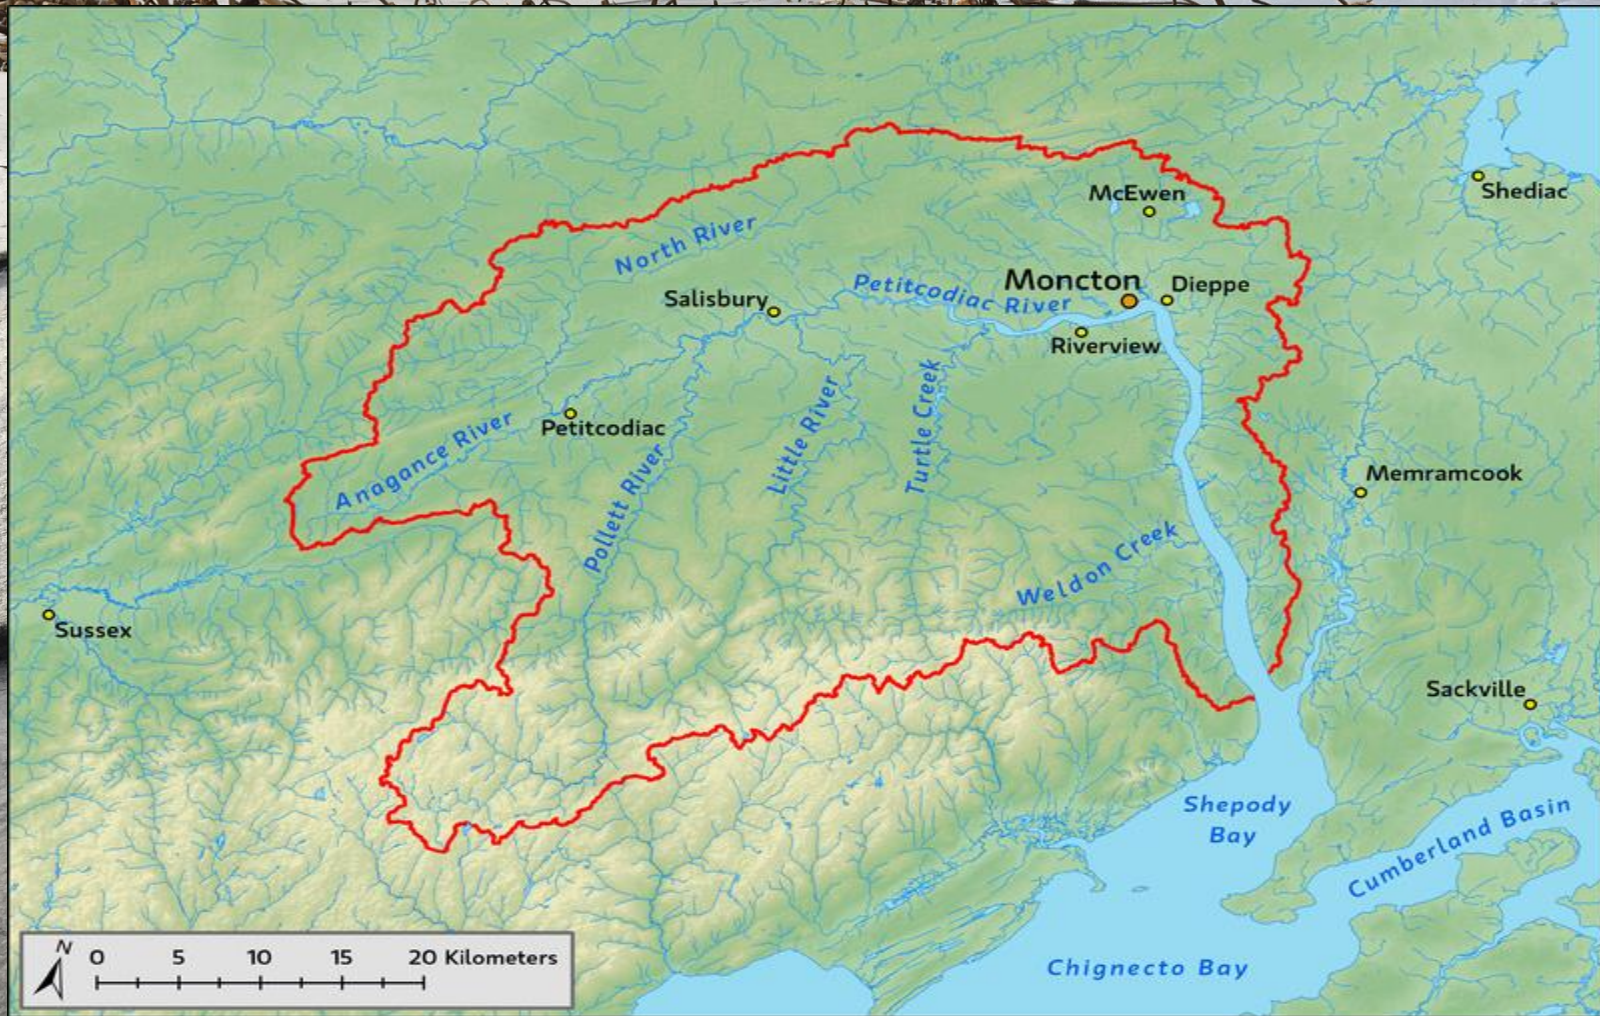 McEwen
Shediac
North River
Moncton
Dieppe
Petitcodiac River
Salisbury
Riverview
Turtle Creek
Little River
Petitcodiac
Anagance River
Pollett River
Memramcook
Weldon Creek
Sussex
Sackville
Shepody
Bay
Cumberland Basin
Chignecto Bay
N
0 5 10 15 20 Kilometers